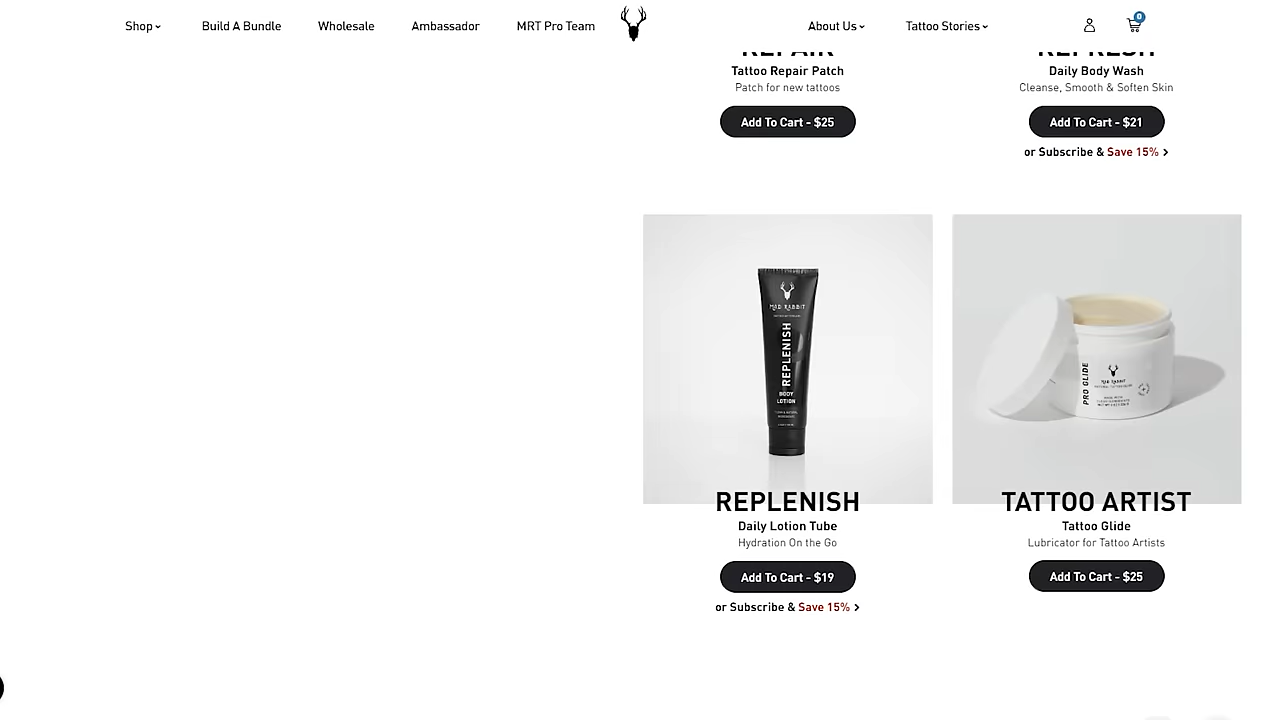 Shop
Build A Bundle
Wholesale
Ambassador
MRT Pro Team
About Us
Tattoo Stories
0
REPAIR
Tattoo Repair Patch
Patch for new tattoos
Add To Cart - $25
REFRESH
Daily Body Wash
Cleanse, Smooth & Soften Skin
Add To Cart - $21
or Subscribe & Save 15%
MAD RABBIT
REPLENISH
BODY
LOTION
REPLENISH
Daily Lotion Tube
Hydration On the Go
Add To Cart - $19
or Subscribe & Save 15%
PRO GLIDE
MAD RABBIT
TATTOO ARTIST
Tattoo Glide
Lubricator for Tattoo Artists
Add To Cart - $25